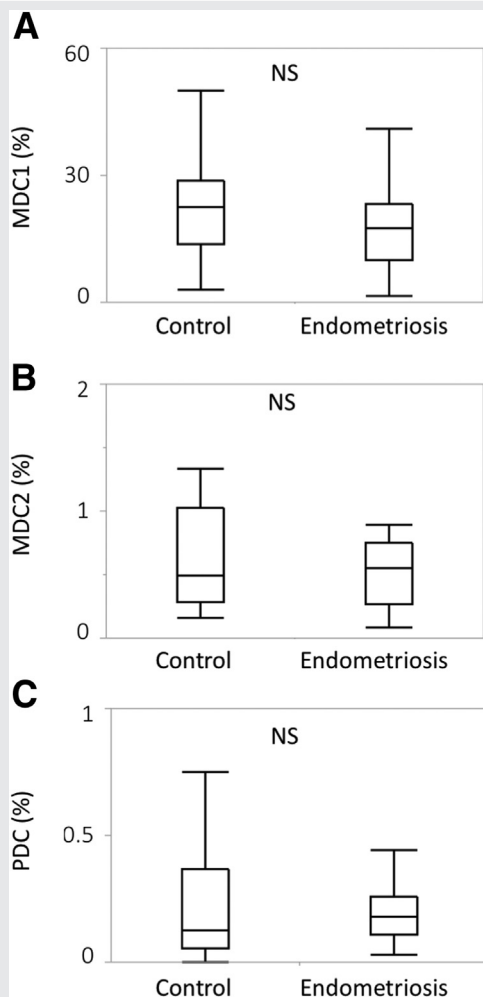 A
60
NS
MDC1 (%)
30
0
Control Endometriosis
B
2
NS
MDC2 (%)
1
0
Control Endometriosis
C
1
NS
PDC (%)
0.5
0
Control Endometriosis